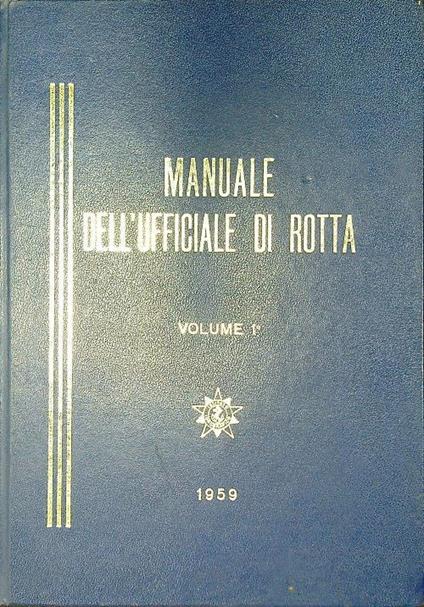 MANUALE
DELL'UFFICIALE DI ROTTA
VOLUME 1°
1959